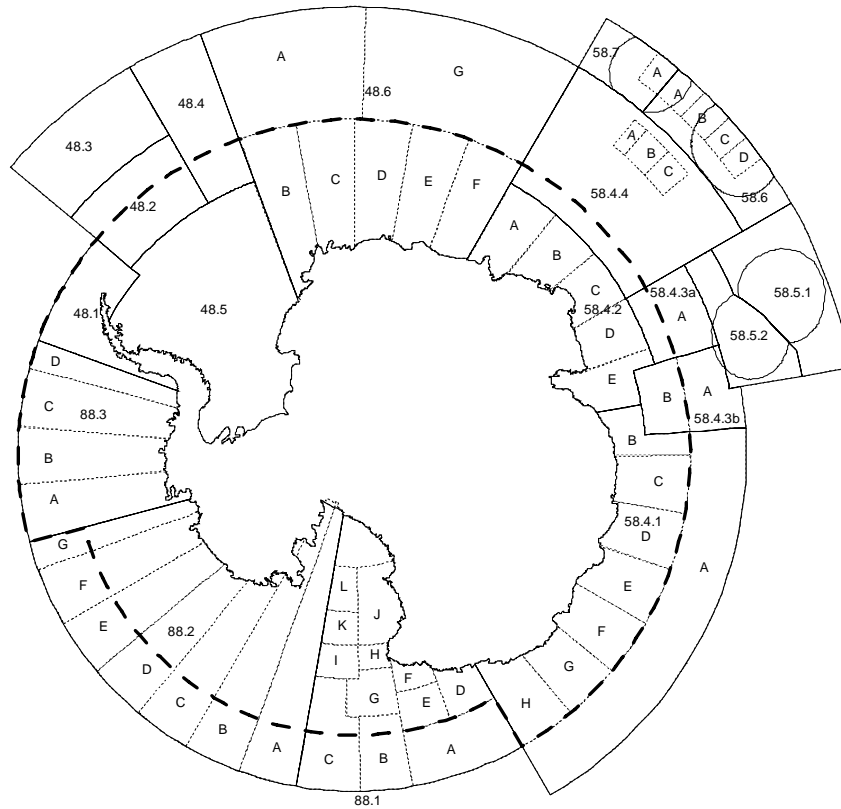 58.7
A
G
A
48.6
48.4
A
B
C
D
48.3
A
B
C
58.6
48.2
58.4.4
B
C
D
E
F
A
B
C
58.4.2
58.4.3a
A
58.5.1
58.5.2
48.1
48.5
D
D
E
B
A
58.4.3b
C
88.3
B
B
C
A
58.4.1
D
A
G
F
E
L
J
K
E
88.2
F
I
H
G
D
F
D
C
G
E
H
B
A
C
B
A
88.1